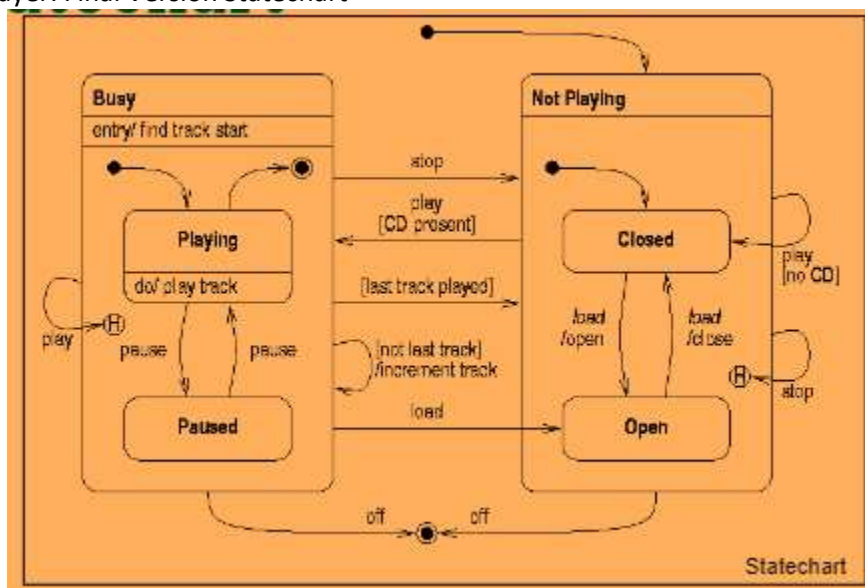 Busy
entry/ find track start
Playing
do/ play track
pause
pause
Paused
play
H
stop
play
[CD present]
[last track played]
[not last track]
/increment track
load
Not Playing
Closed
play
[no CD]
load
/open
load
/close
H
stop
Open
off
off
Statechart